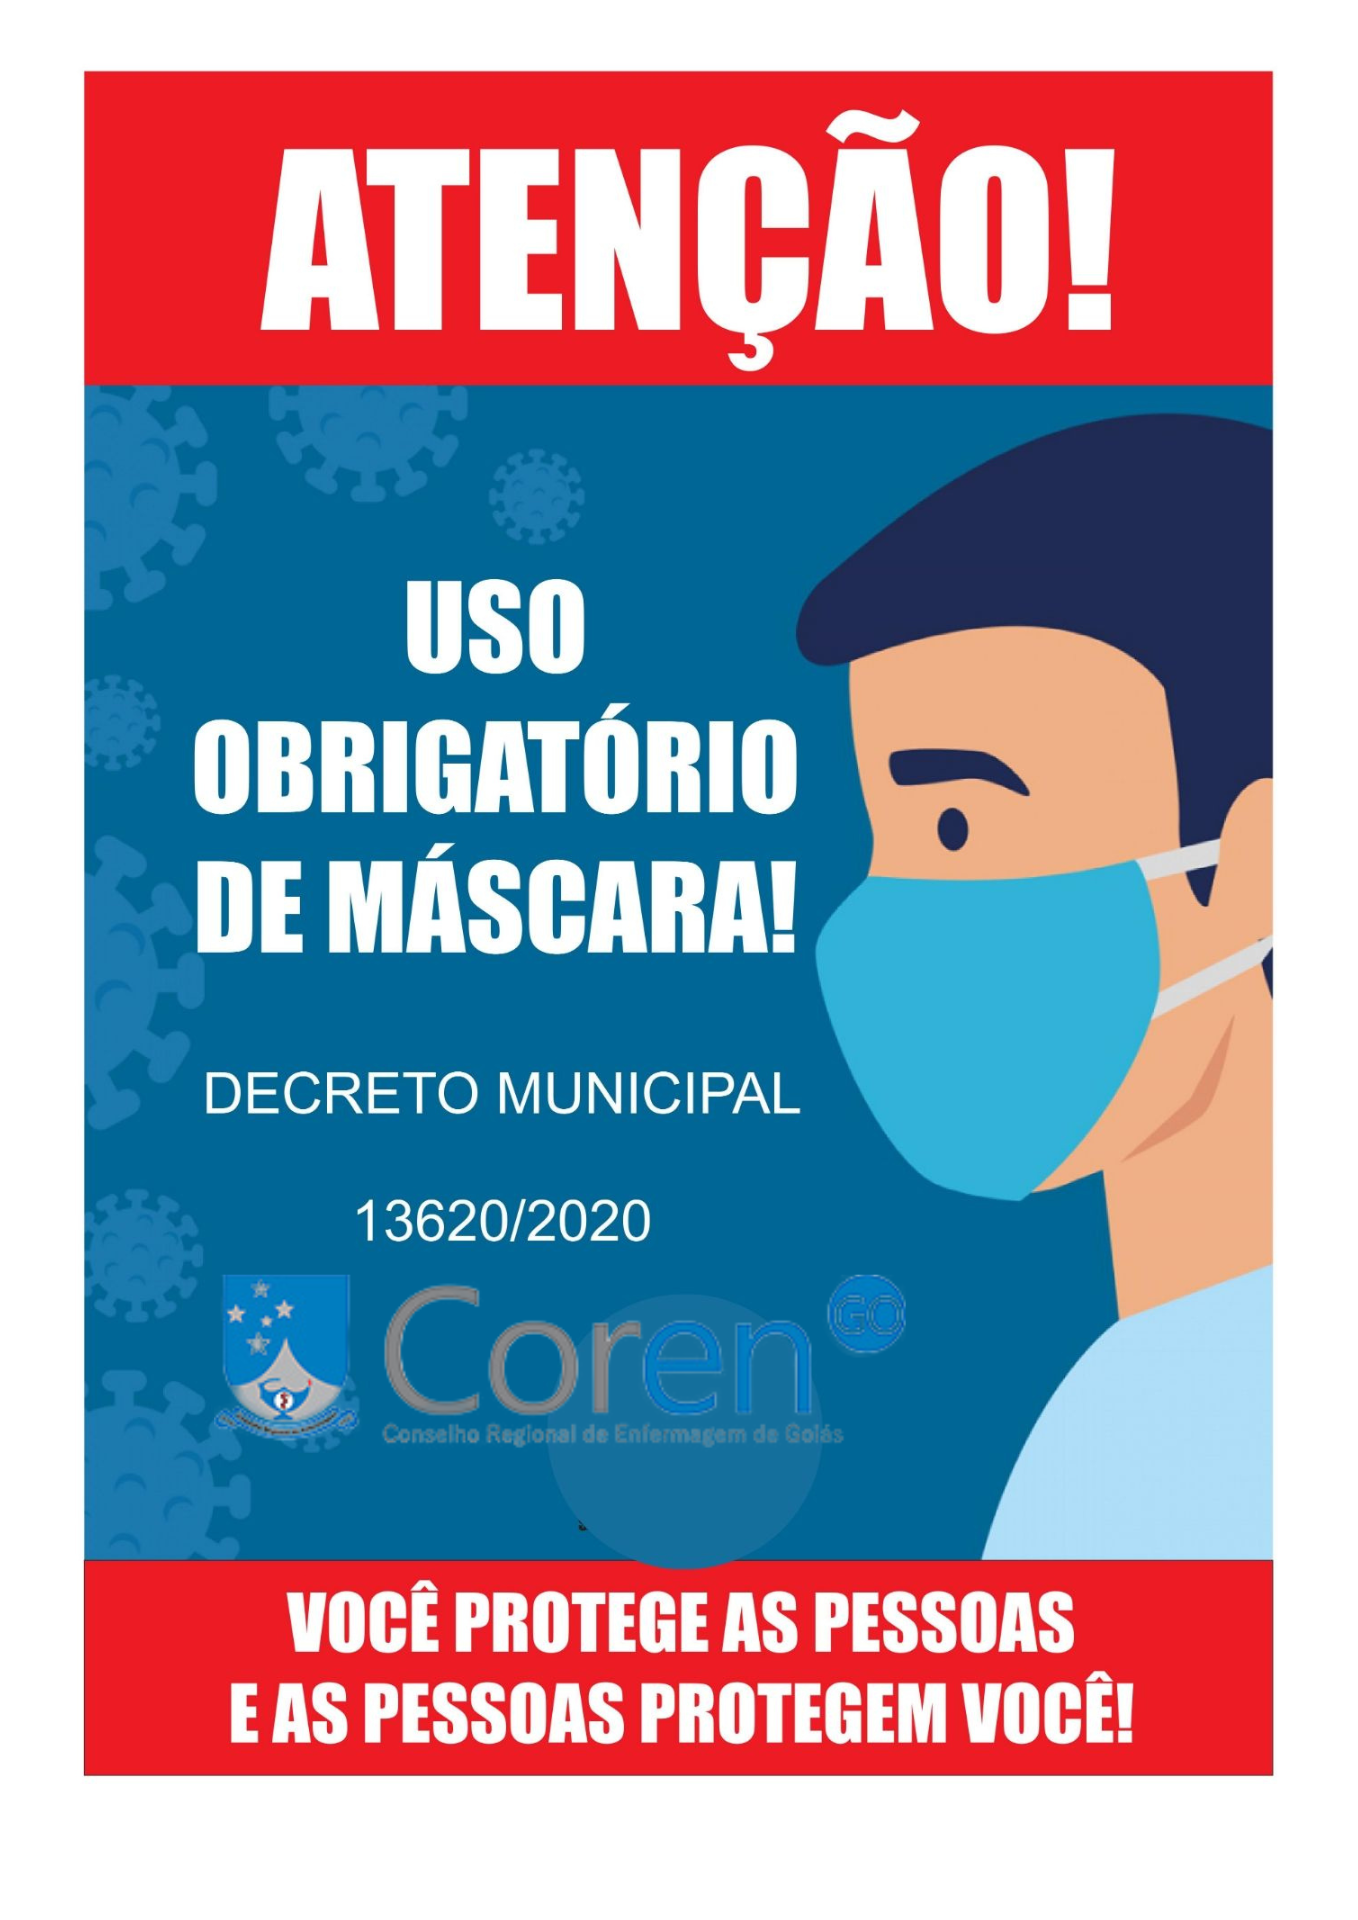 ATENÇÃO!
USO
OBRIGATÓRIO
DE MÁSCARA!
DECRETO MUNICIPAL
13620/2020
Coren GO
Conselho Regional de Enfermagem de Goiás
VOCÊ PROTEGE AS PESSOAS
E AS PESSOAS PROTEGEM VOCÊ!